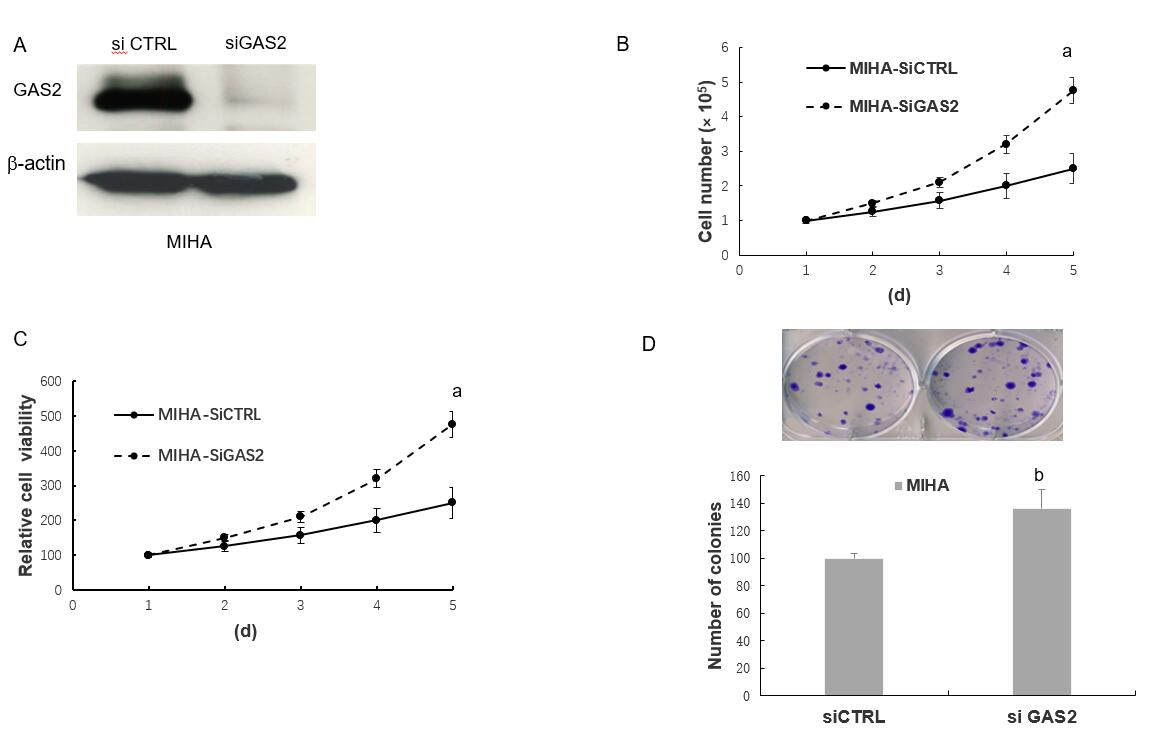 A
si CTRL siGAS2
GAS2
β-actin
MIHA
B
a
MIHA-SiCTRL
MIHA-SiGAS2
Cell number (× 10⁵)
6
5
4
3
2
1
0
0 1 2 3 4 5
(d)
C
a
MIHA-SiCTRL
MIHA-SiGAS2
Relative cell viability
600
500
400
300
200
100
0
0 1 2 3 4 5
(d)
D
b
MIHA
Number of colonies
160
140
120
100
80
60
40
20
0
siCTRL si GAS2